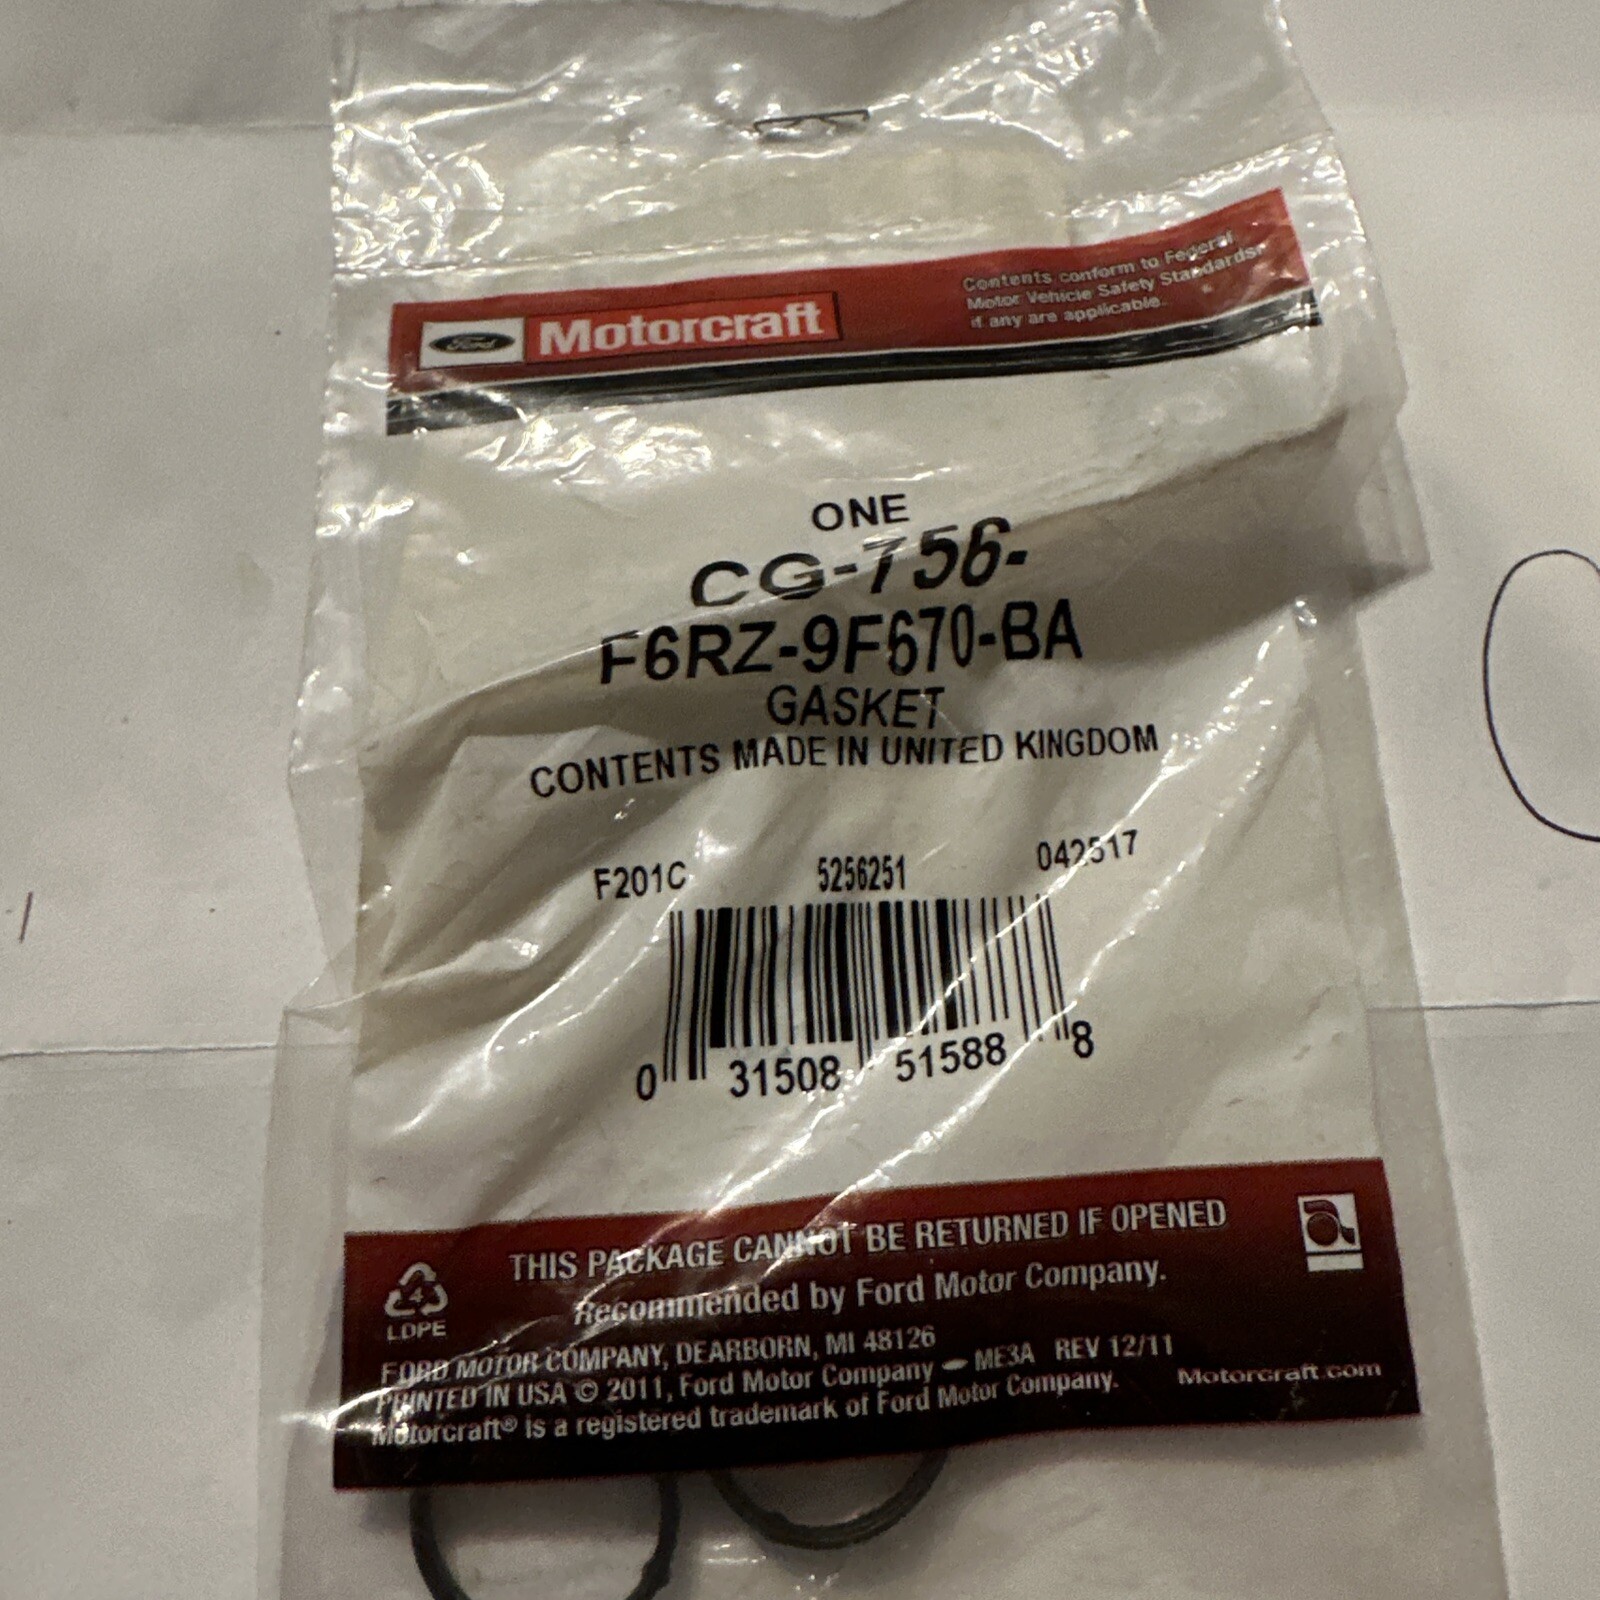 Ford Motorcraft
Contents conform to Federal
Motor Vehicle Safety Standards,
if any are applicable.
ONE
CG-756-
F6RZ-9F670-BA
GASKET
CONTENTS MADE IN UNITED KINGDOM
F201C 5256251 042517
0 31508 51588 8
THIS PACKAGE CANNOT BE RETURNED IF OPENED
Recommended by Ford Motor Company.
4
LDPE
FORD MOTOR COMPANY, DEARBORN, MI 48126
PRINTED IN USA © 2011, Ford Motor Company – ME3A REV 12/11
Motorcraft® is a registered trademark of Ford Motor Company.
Motorcraft.com